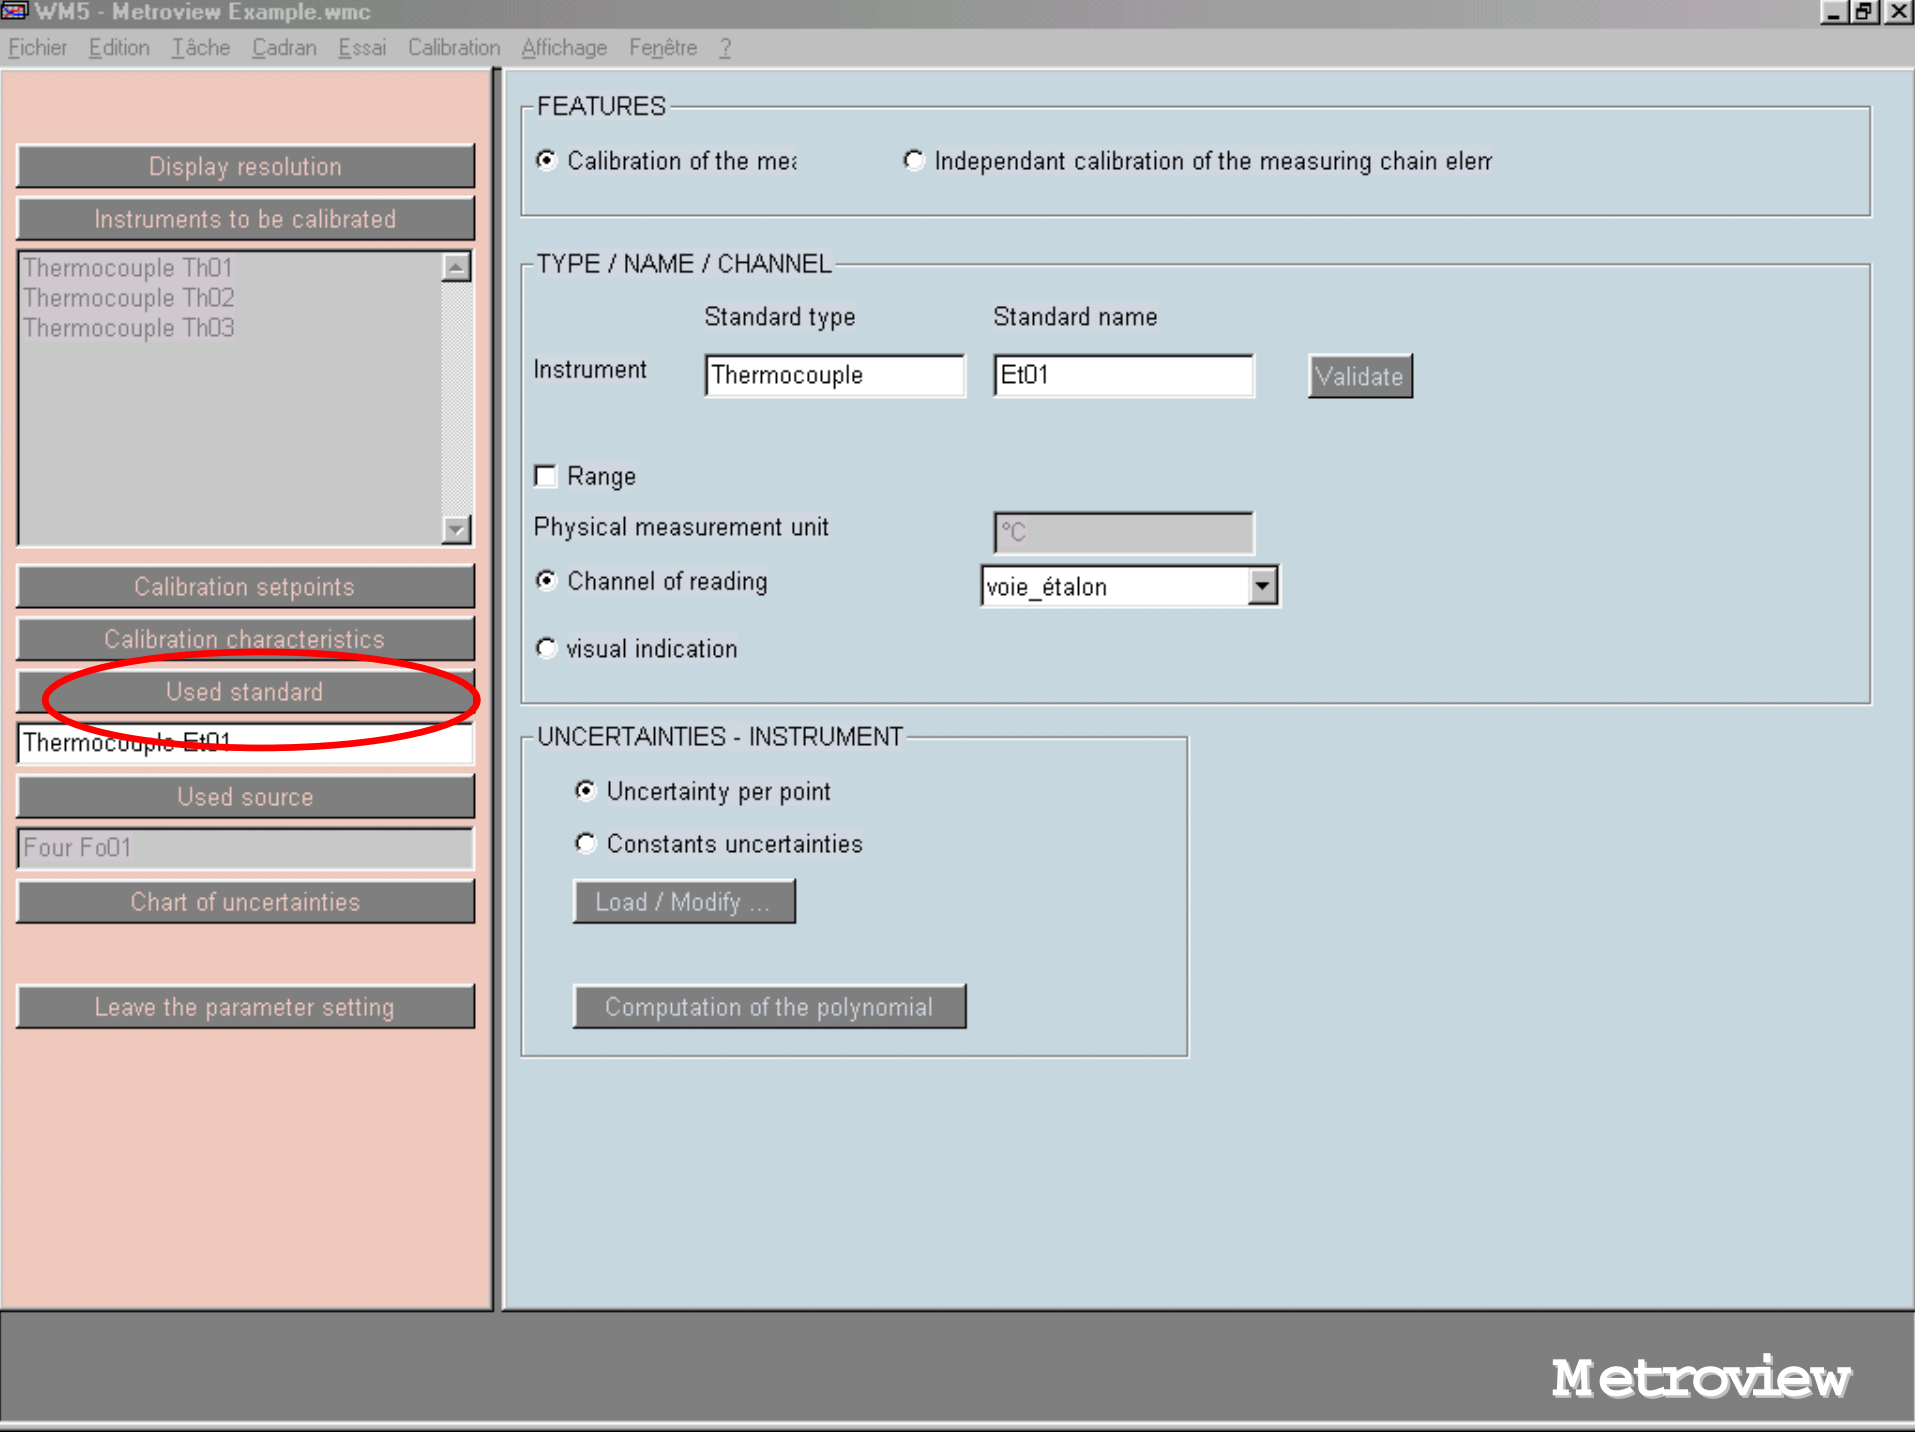 WM5 - Metroview Example.wmc
Fichier Edition Tâche Cadran Essai Calibration Affichage Fenêtre ?
Display resolution
Instruments to be calibrated
Thermocouple Th01
Thermocouple Th02
Thermocouple Th03
Calibration setpoints
Calibration characteristics
Used standard
Thermocouple Et01
Used source
Four Fo01
Chart of uncertainties
Leave the parameter setting
FEATURES
Calibration of the mea
Independant calibration of the measuring chain elem
TYPE / NAME / CHANNEL
Standard type Standard name
Instrument Thermocouple Et01 Validate
Range
Physical measurement unit °C
Channel of reading voie_étalon
visual indication
UNCERTAINTIES - INSTRUMENT
Uncertainty per point
Constants uncertainties
Load / Modify ...
Computation of the polynomial
Metroview